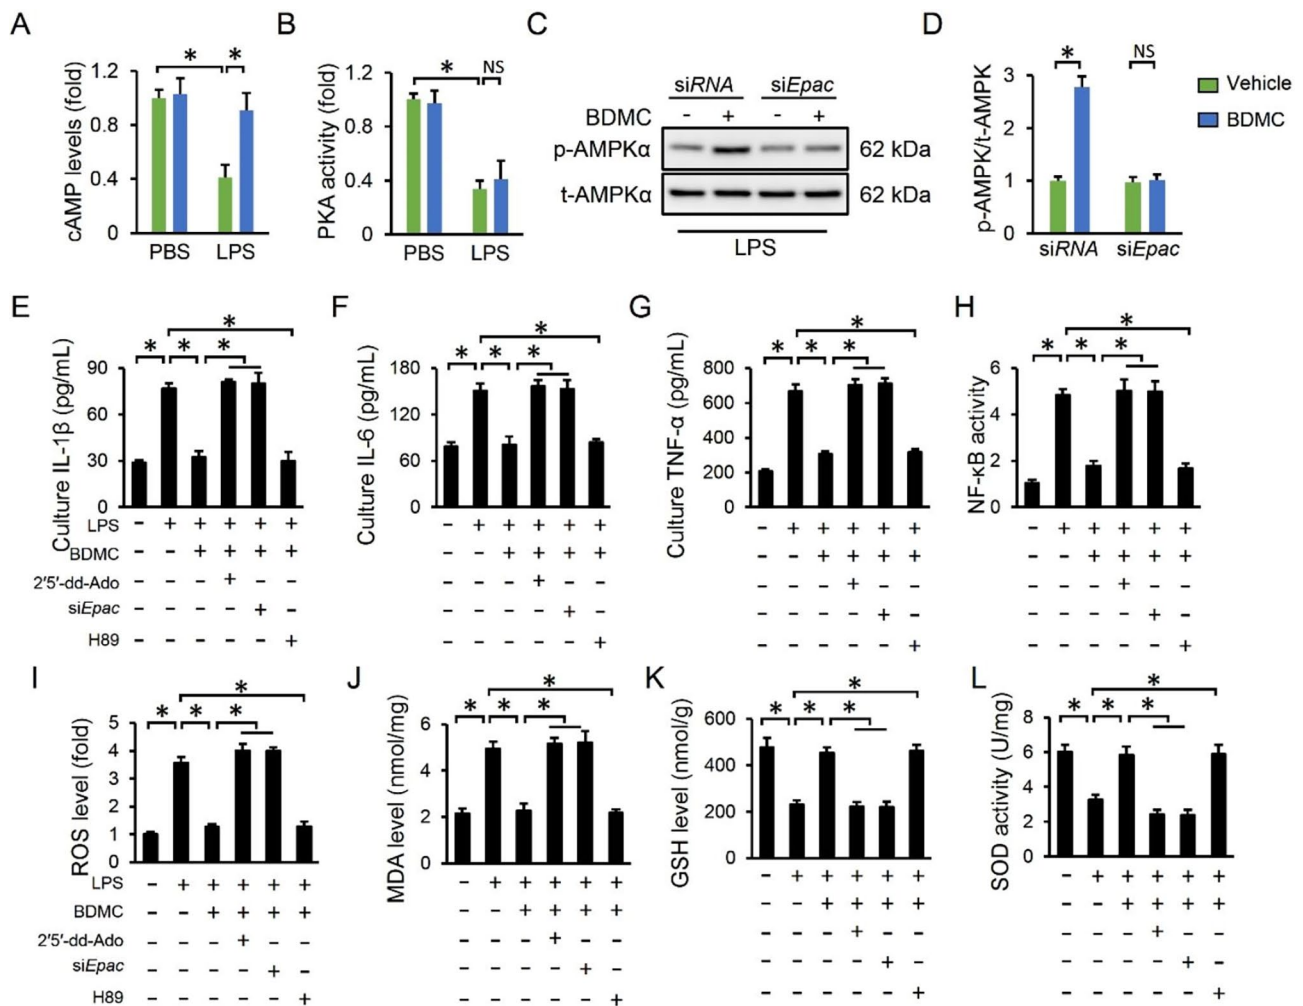 A
B
C
D
cAMP levels (fold)
1.2
0.8
0.4
0
*
*
PBS
LPS
PKA activity (fold)
1.2
0.8
0.4
0
*
NS
PBS
LPS
siRNA
siEpac
BDMC
- + - +
p-AMPKα
62 kDa
t-AMPKα
62 kDa
LPS
p-AMPK/t-AMPK
3
2
1
0
*
NS
siRNA
siEpac
Vehicle
BDMC
E
F
G
H
Culture IL-1β (pg/mL)
90
60
30
0
*
* * *
LPS – + + + + +
BDMC – – + + + +
2'5'-dd-Ado – – – + – –
siEpac – – – – + –
H89 – – – – – +
Culture IL-6 (pg/mL)
180
120
60
0
*
* * *
– + + + + +
– – + + + +
– – – + – –
– – – – + –
– – – – – +
Culture TNF-α (pg/mL)
800
600
400
200
0
*
* * *
– + + + + +
– – + + + +
– – – + – –
– – – – + –
– – – – – +
NF-κB activity
6
4
2
0
*
* * *
– + + + + +
– – + + + +
– – – + – –
– – – – + –
– – – – – +
I
J
K
L
ROS level (fold)
5
4
3
2
1
0
*
* * *
LPS – + + + + +
BDMC – – + + + +
2'5'-dd-Ado – – – + – –
siEpac – – – – + –
H89 – – – – – +
MDA level (nmol/mg)
6
4
2
0
*
* * *
– + + + + +
– – + + + +
– – – + – –
– – – – + –
– – – – – +
GSH level (nmol/g)
600
400
200
0
*
* * *
– + + + + +
– – + + + +
– – – + – –
– – – – + –
– – – – – +
SOD activity (U/mg)
8
6
4
2
0
*
* * *
– + + + + +
– – + + + +
– – – + – –
– – – – + –
– – – – – +